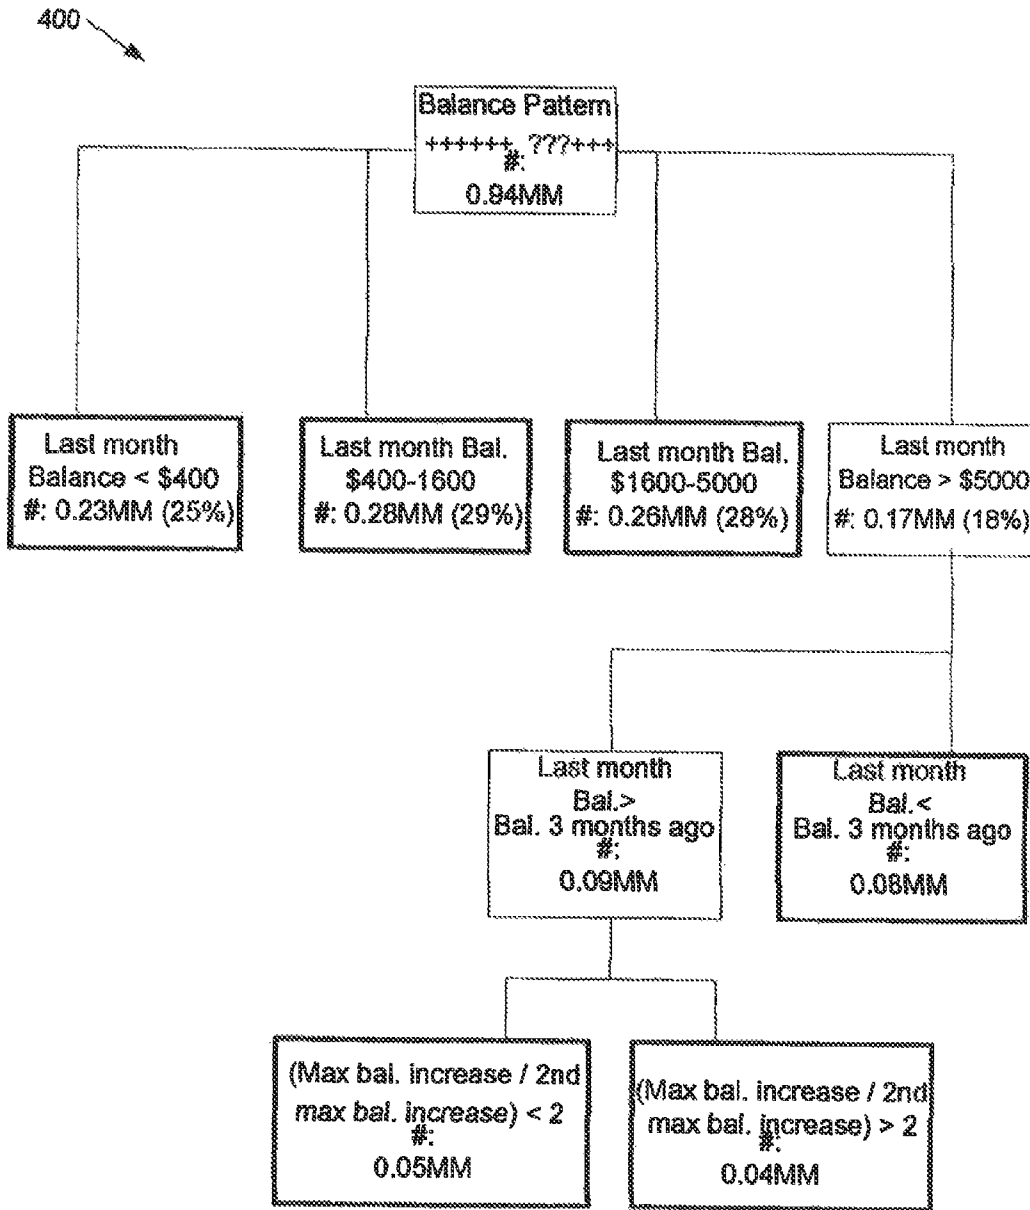 400
Balance Pattern
++++++, ???+++
#:
0.94MM
Last month
Balance < $400
#: 0.23MM (25%)
Last month Bal.
$400-1600
#: 0.28MM (29%)
Last month Bal.
$1600-5000
#: 0.26MM (28%)
Last month
Balance > $5000
#: 0.17MM (18%)
Last month
Bal.>
Bal. 3 months ago
#:
0.09MM
Last month
Bal.<
Bal. 3 months ago
#:
0.08MM
(Max bal. increase / 2nd
max bal. increase) < 2
#:
0.05MM
(Max bal. increase / 2nd
max bal. increase) > 2
#:
0.04MM